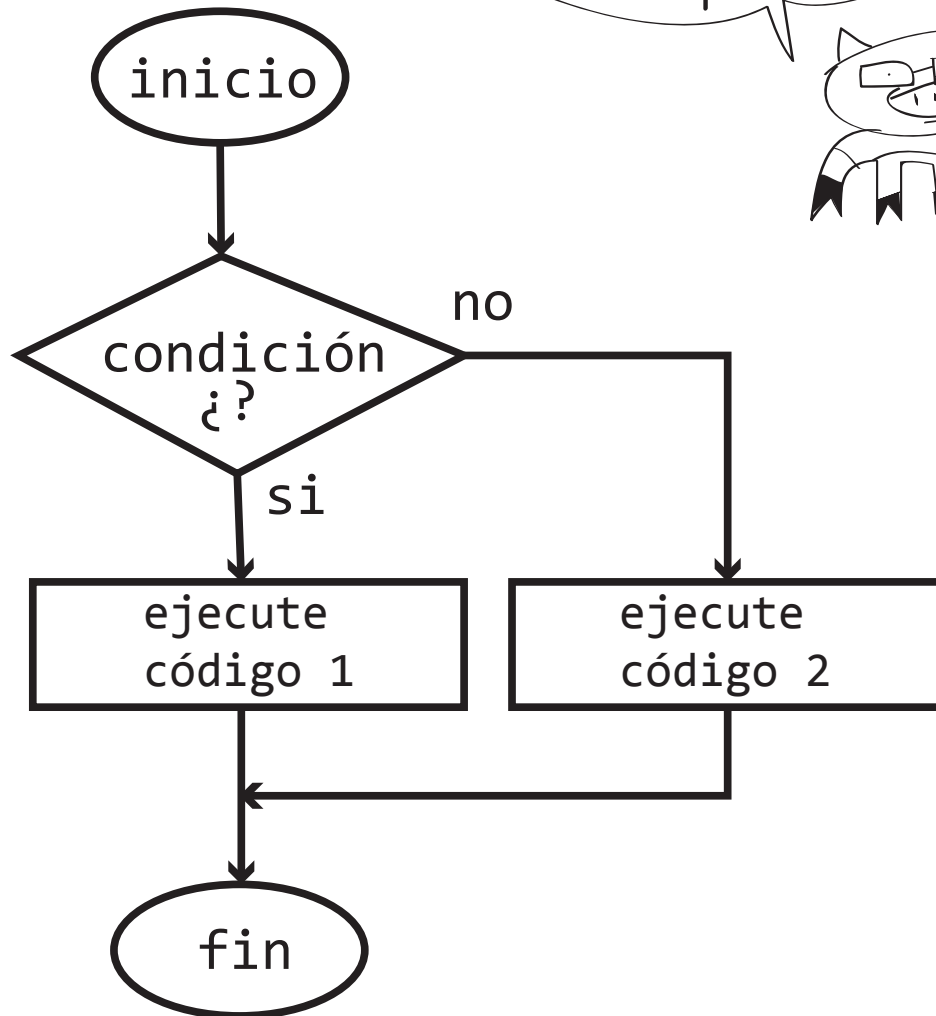 inicio
no
condición
¿?
si
ejecute
código 1
ejecute
código 2
fin